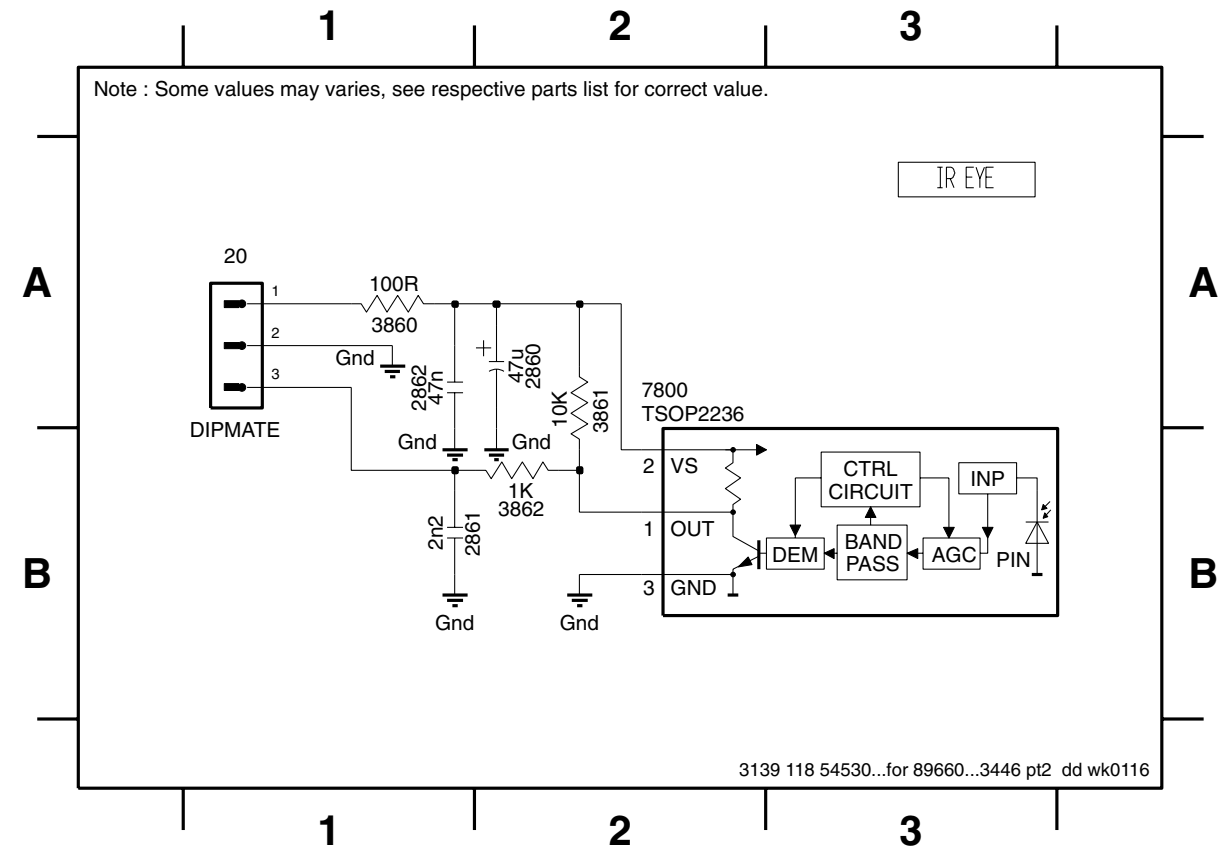 1 2 3
Note : Some values may varies, see respective parts list for correct value.
IR EYE
A A
20
1
100R
3860
2
Gnd
3
DIPMATE
2862
47n
Gnd
47u
2860
Gnd
10K
3861
1K
3862
2n2
2861
Gnd
Gnd
7800
TSOP2236
2 VS
1 OUT
3 GND
CTRL
CIRCUIT
INP
DEM
BAND
PASS
AGC
PIN
B B
3139 118 54530...for 89660...3446 pt2 dd wk0116
1 2 3